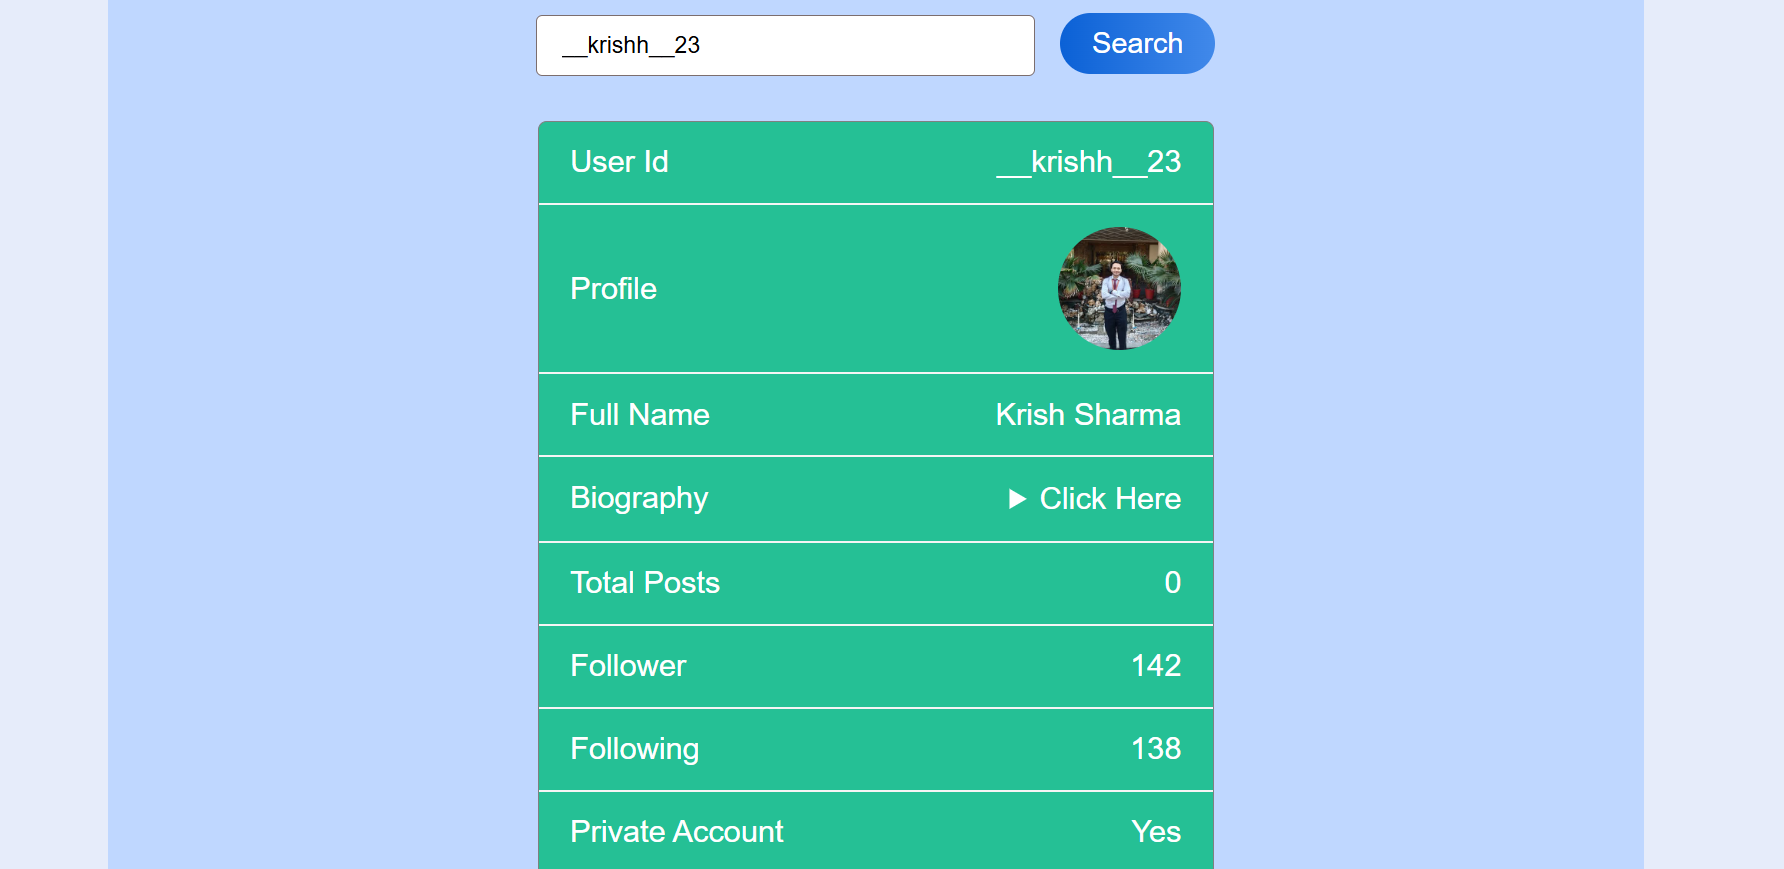 __krishh__23
Search
User Id __krishh__23
Profile
Full Name Krish Sharma
Biography ▶ Click Here
Total Posts 0
Follower 142
Following 138
Private Account Yes